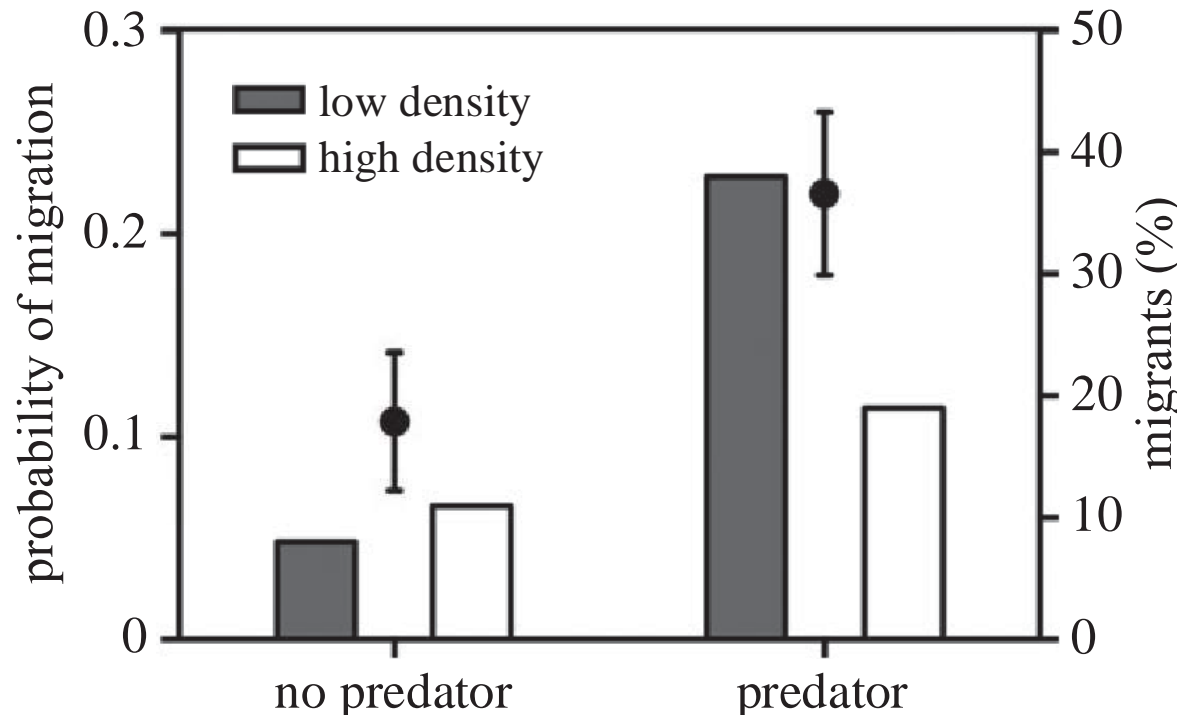 probability of migration
0.3
0.2
0.1
0
low density
high density
50
40
30
20
10
0
migrants (%)
no predator
predator